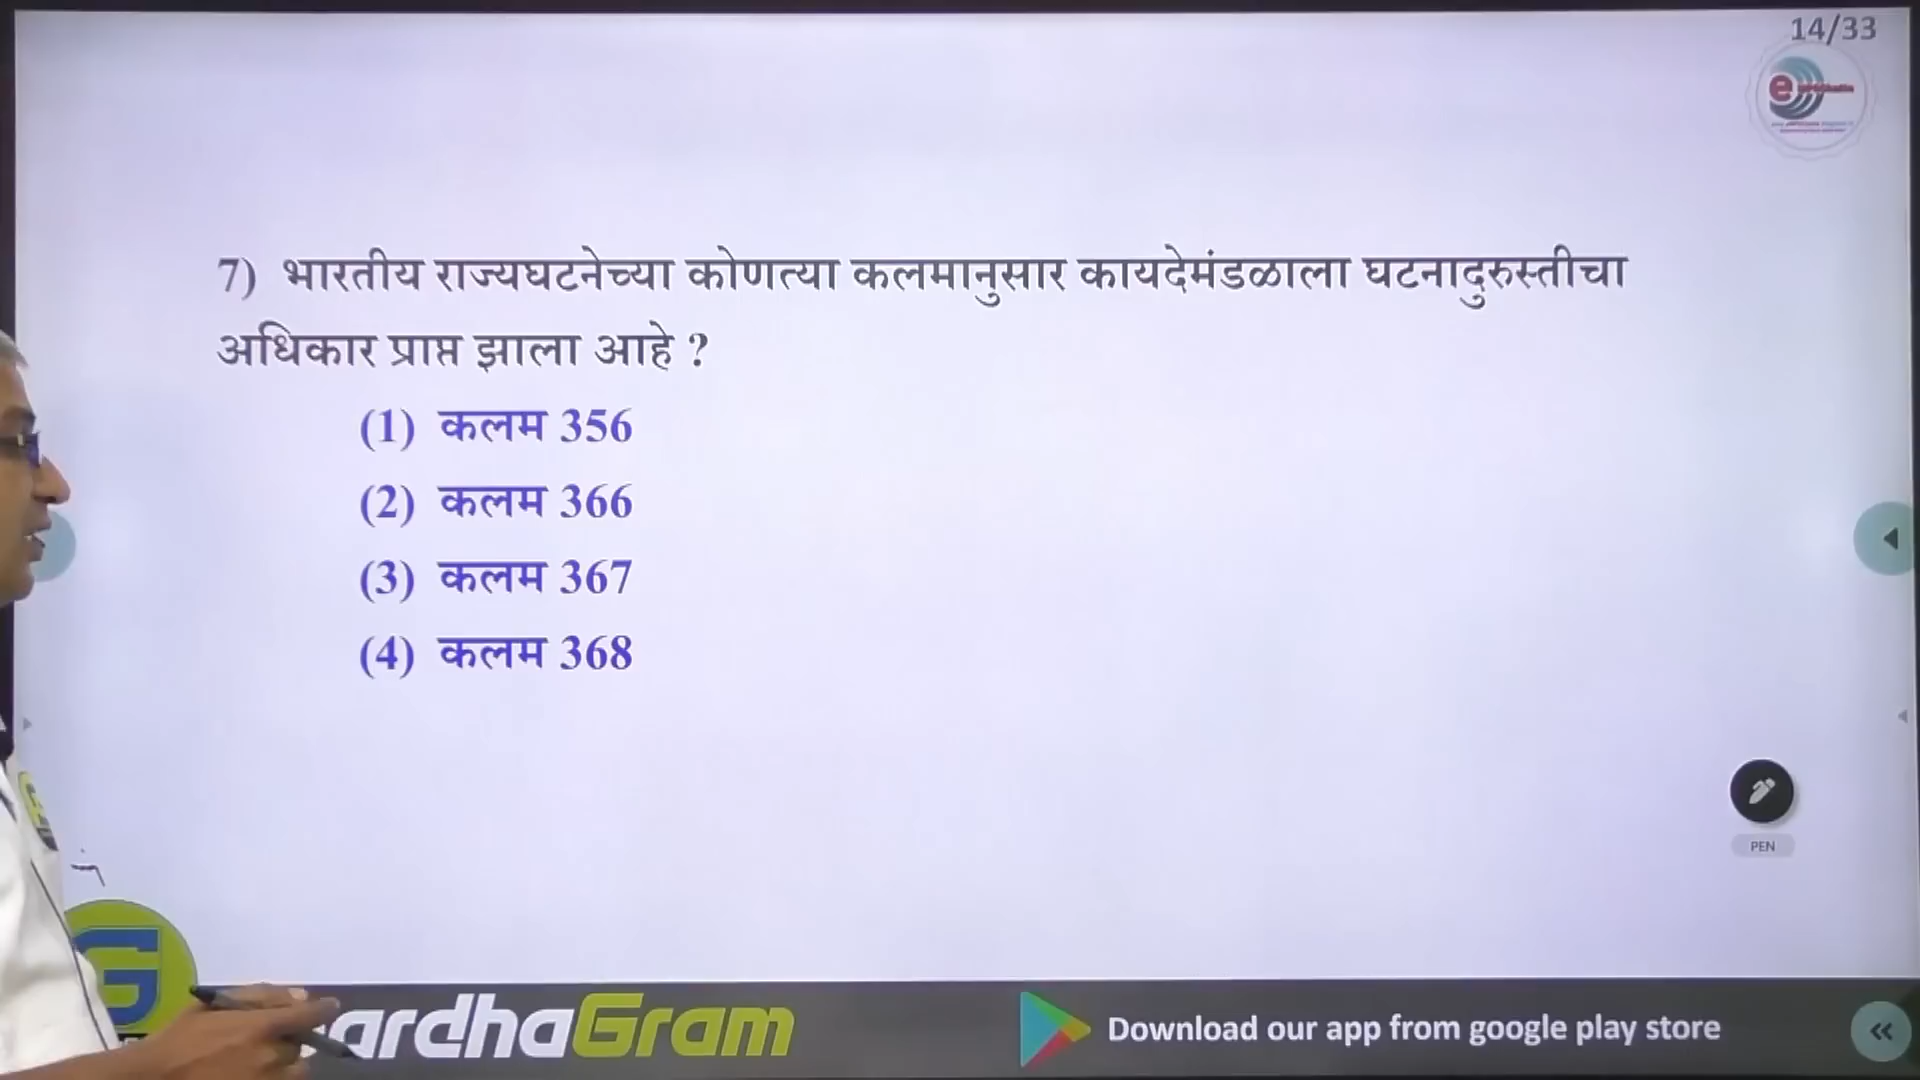 14/33
e
7) भारतीय राज्यघटनेच्या कोणत्या कलमानुसार कायदेमंडळाला घटनादुरुस्तीचा
अधिकार प्राप्त झाला आहे ?
(1) कलम 356
(2) कलम 366
(3) कलम 367
(4) कलम 368
PEN
G
ardhaGram
Download our app from google play store